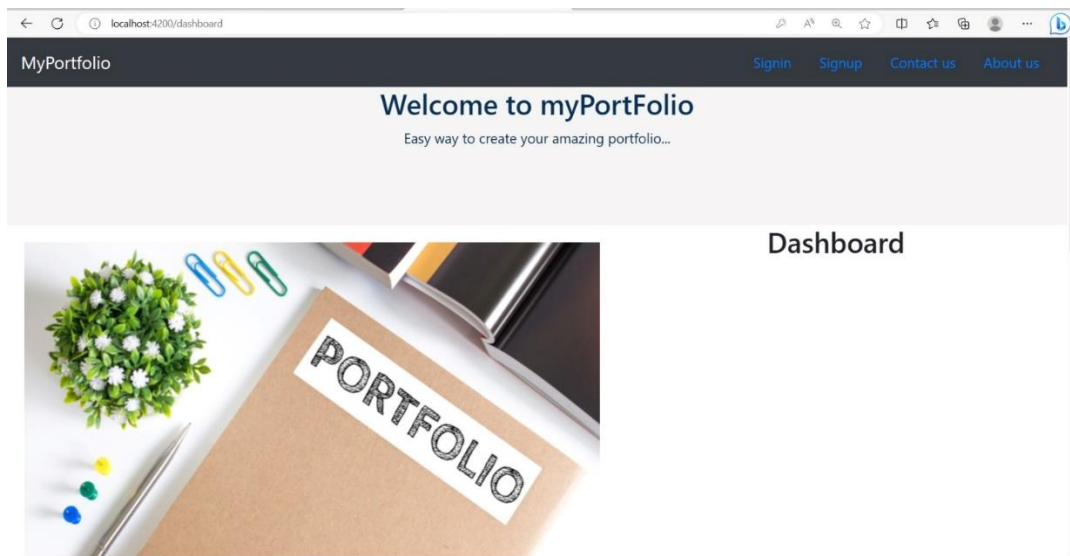 localhost:4200/dashboard
MyPortfolio
Signin Signup Contact us About us
Welcome to myPortFolio
Easy way to create your amazing portfolio...
Dashboard
PORTFOLIO